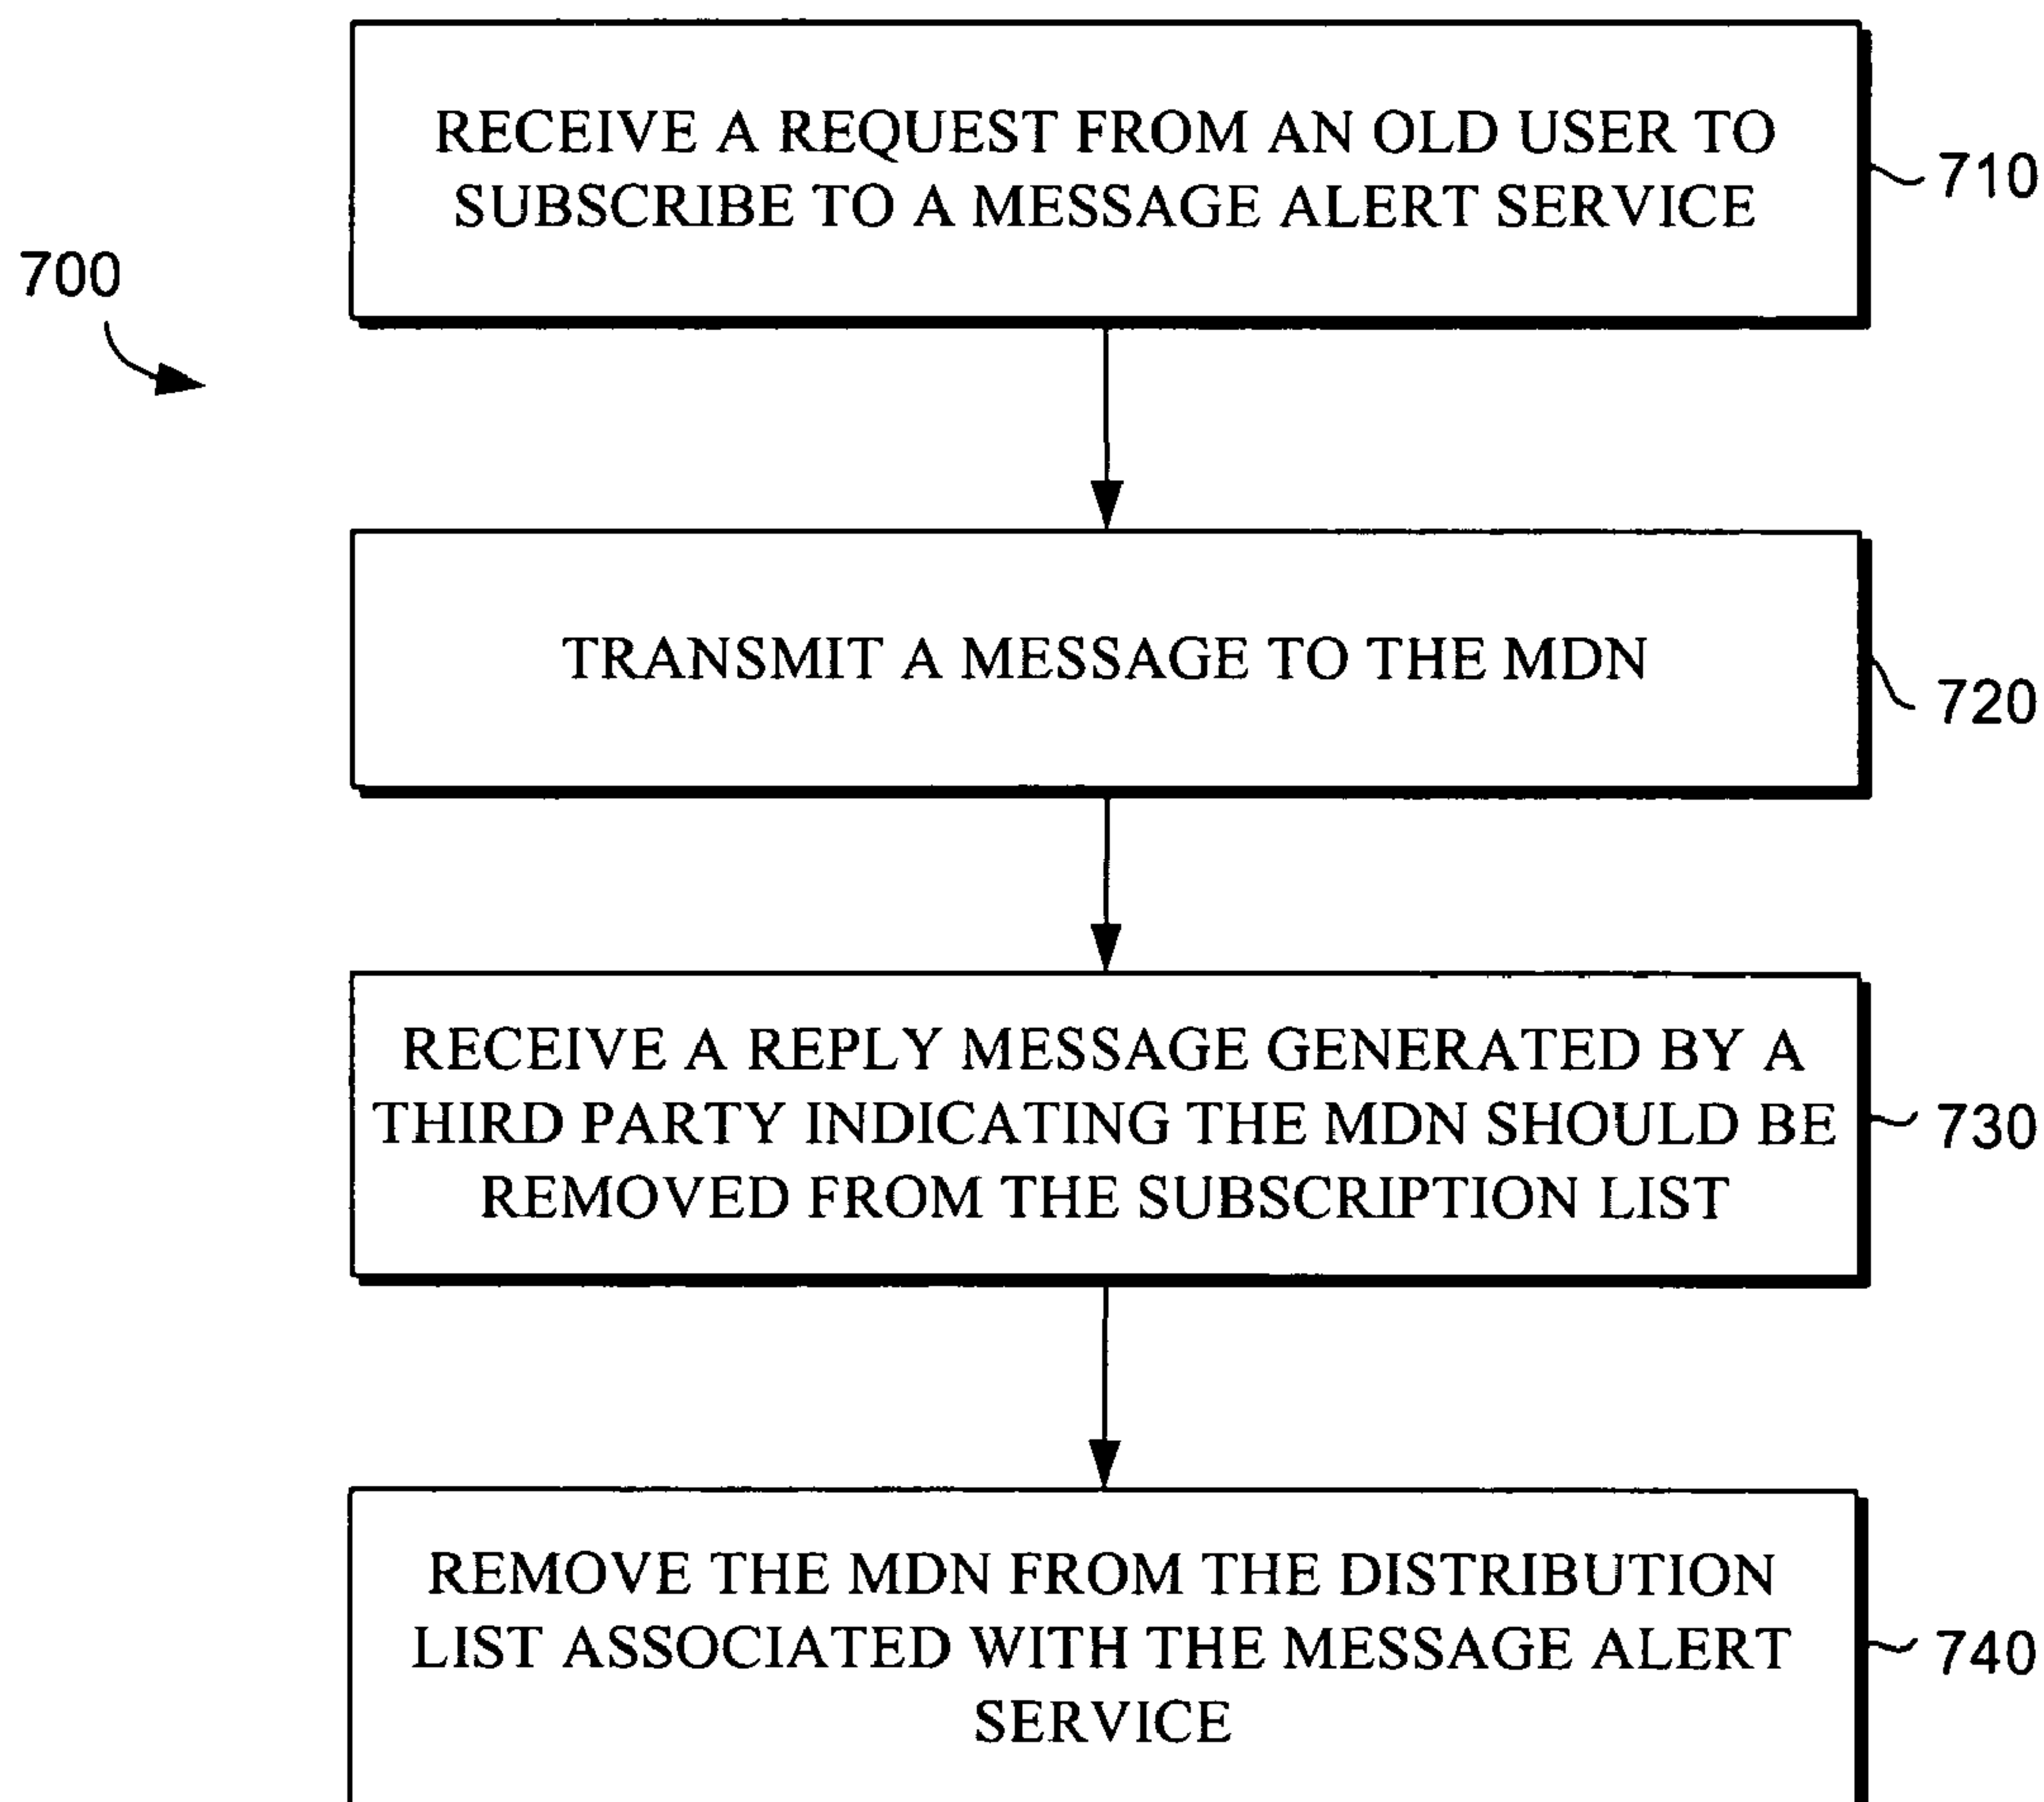 RECEIVE A REQUEST FROM AN OLD USER TO
SUBSCRIBE TO A MESSAGE ALERT SERVICE
710
700
TRANSMIT A MESSAGE TO THE MDN
720
RECEIVE A REPLY MESSAGE GENERATED BY A
THIRD PARTY INDICATING THE MDN SHOULD BE
REMOVED FROM THE SUBSCRIPTION LIST
730
REMOVE THE MDN FROM THE DISTRIBUTION
LIST ASSOCIATED WITH THE MESSAGE ALERT
SERVICE
740